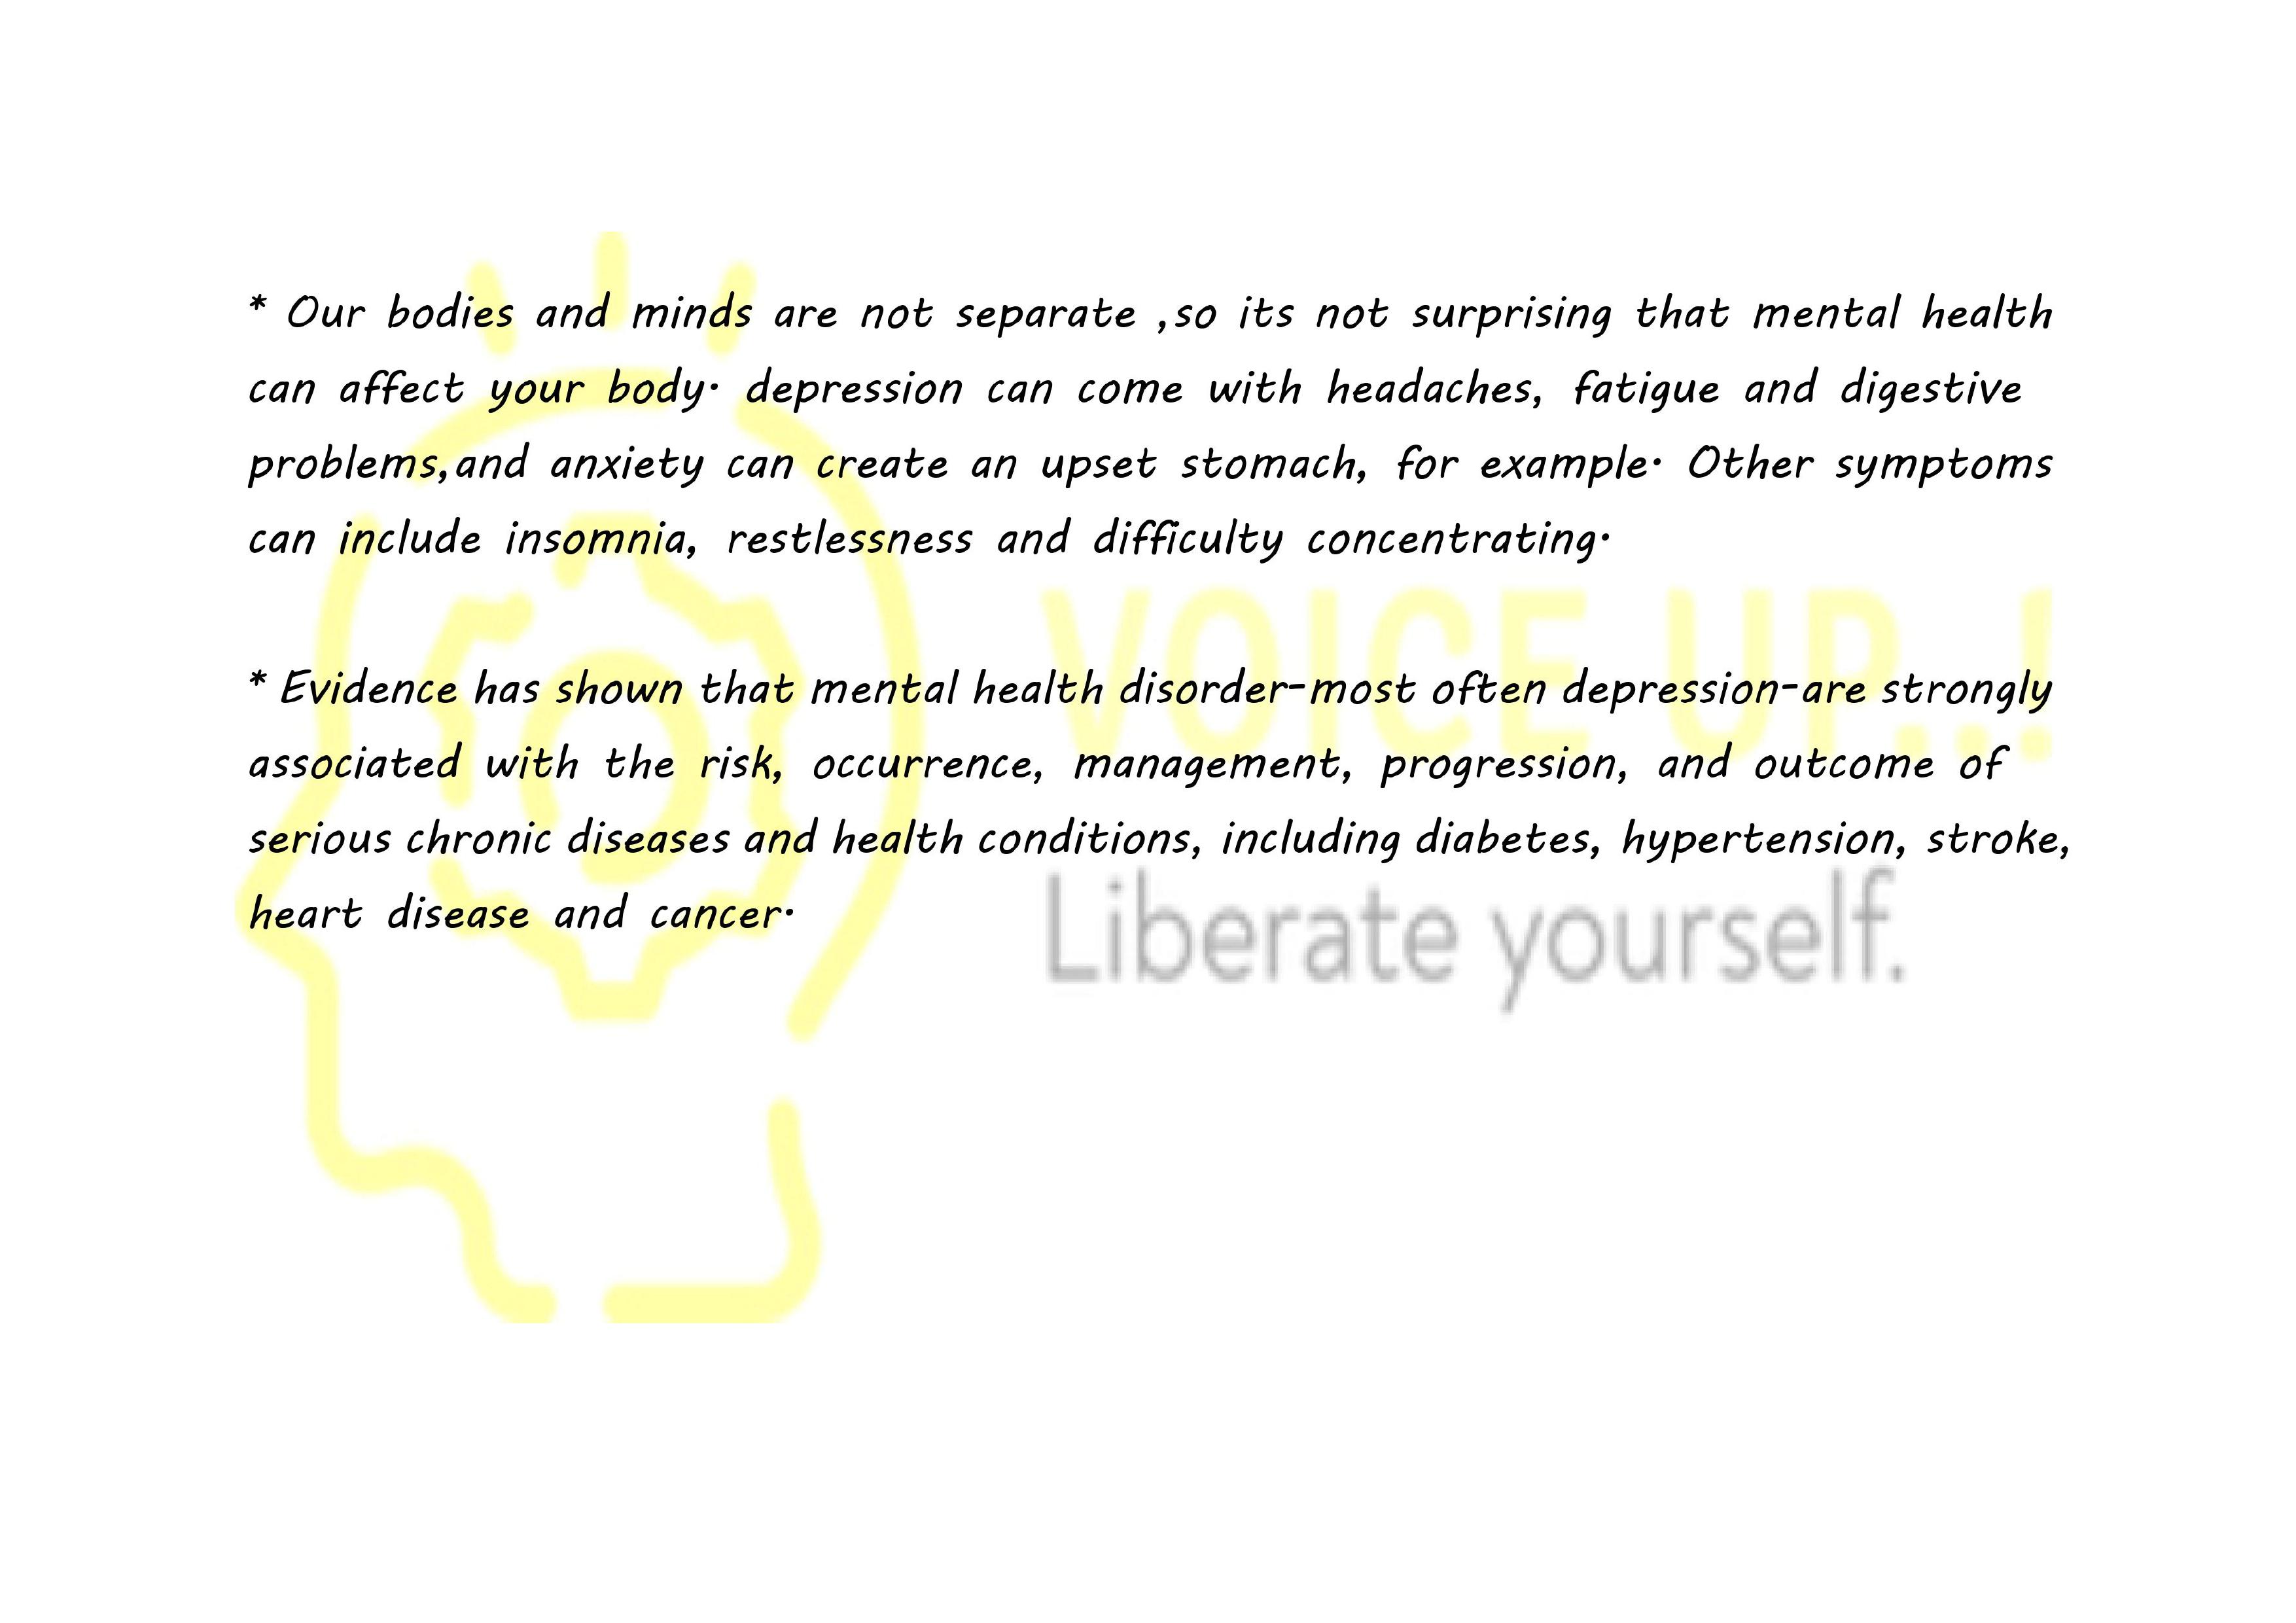 * Our bodies and minds are not separate ,so its not surprising that mental health
can affect your body· depression can come with headaches, fatigue and digestive
problems,and anxiety can create an upset stomach, for example· Other symptoms
can include insomnia, restlessness and difficulty concentrating·
VOICE UP..!
* Evidence has shown that mental health disorder-most often depression-are strongly
associated with the risk, occurrence, management, progression, and outcome of
serious chronic diseases and health conditions, including diabetes, hypertension, stroke,
heart disease and cancer·
Liberate yourself.